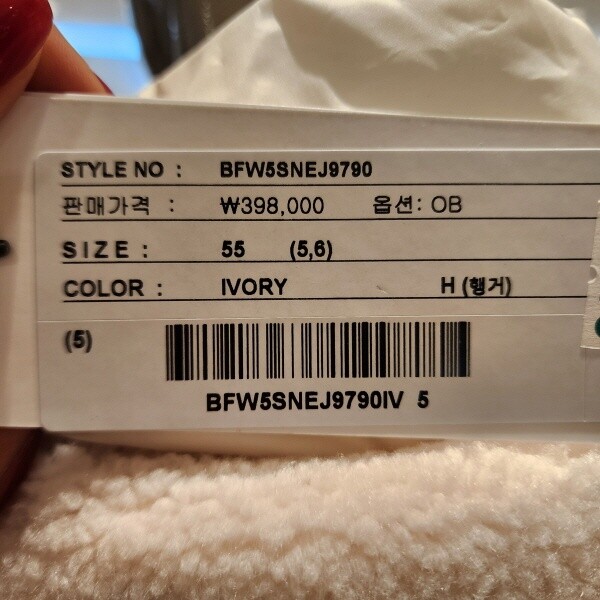 STYLE NO : BFW5SNEJ9790
판매가격 : ₩398,000 옵션: OB
SIZE : 55 (5,6)
COLOR : IVORY H (행거)
(5)
BFW5SNEJ9790IV 5